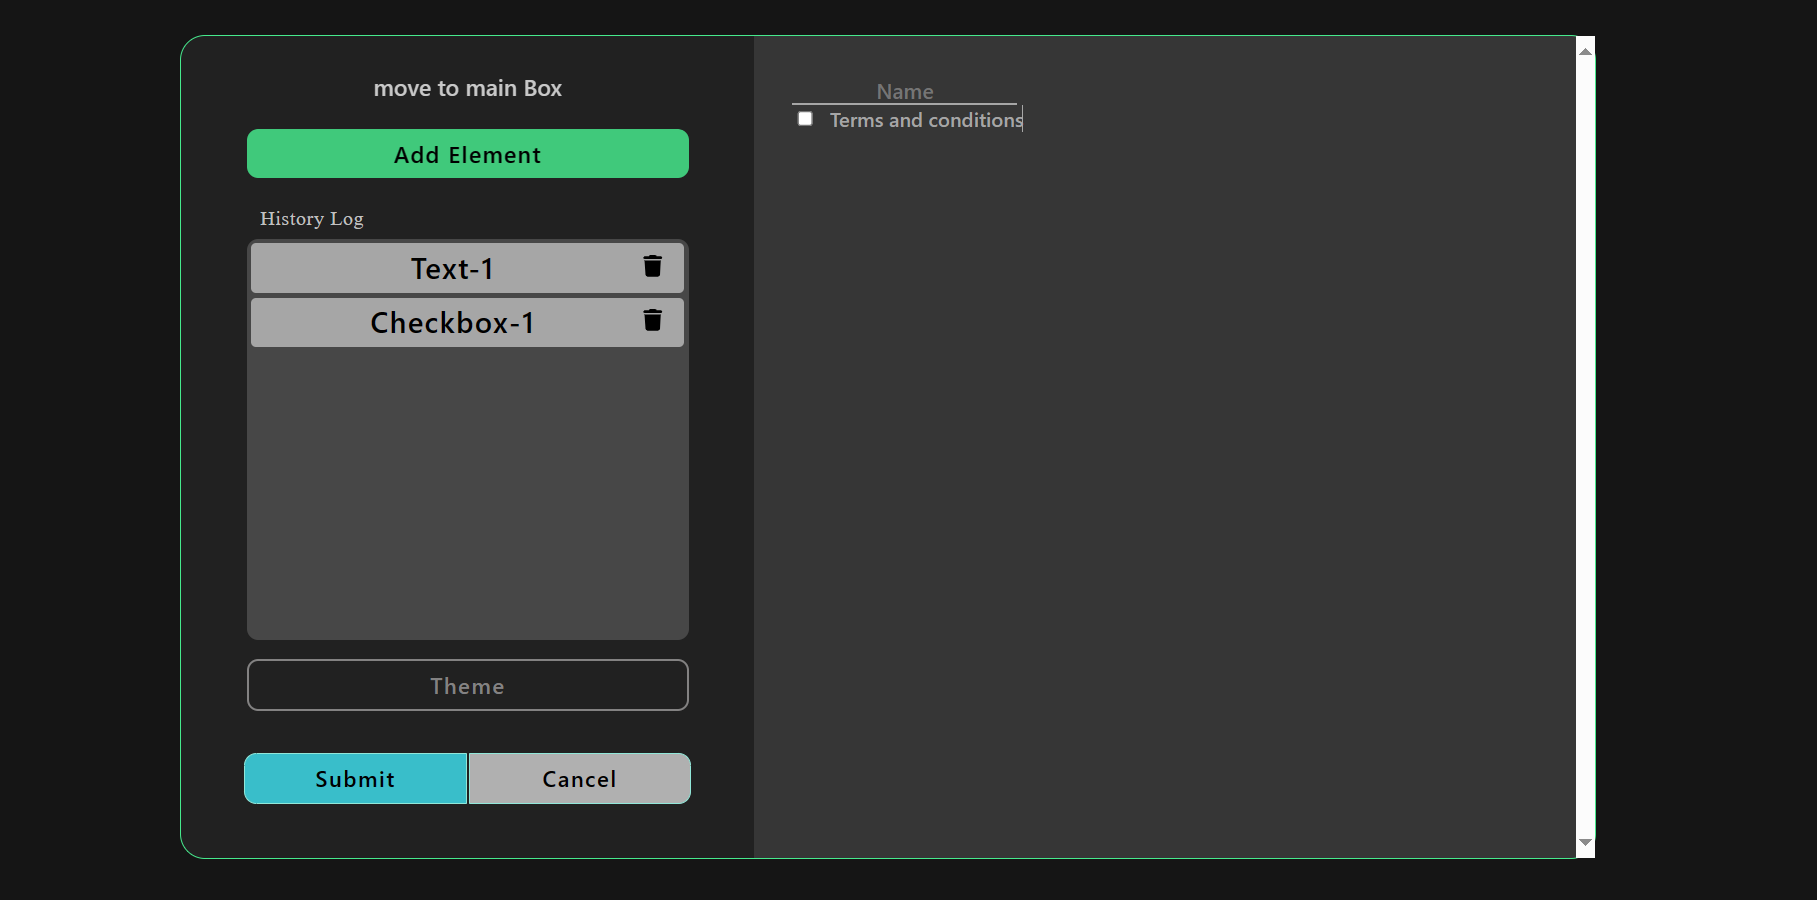 move to main Box
Add Element
History Log
Text-1
Checkbox-1
Theme
Submit
Cancel
Name
Terms and conditions